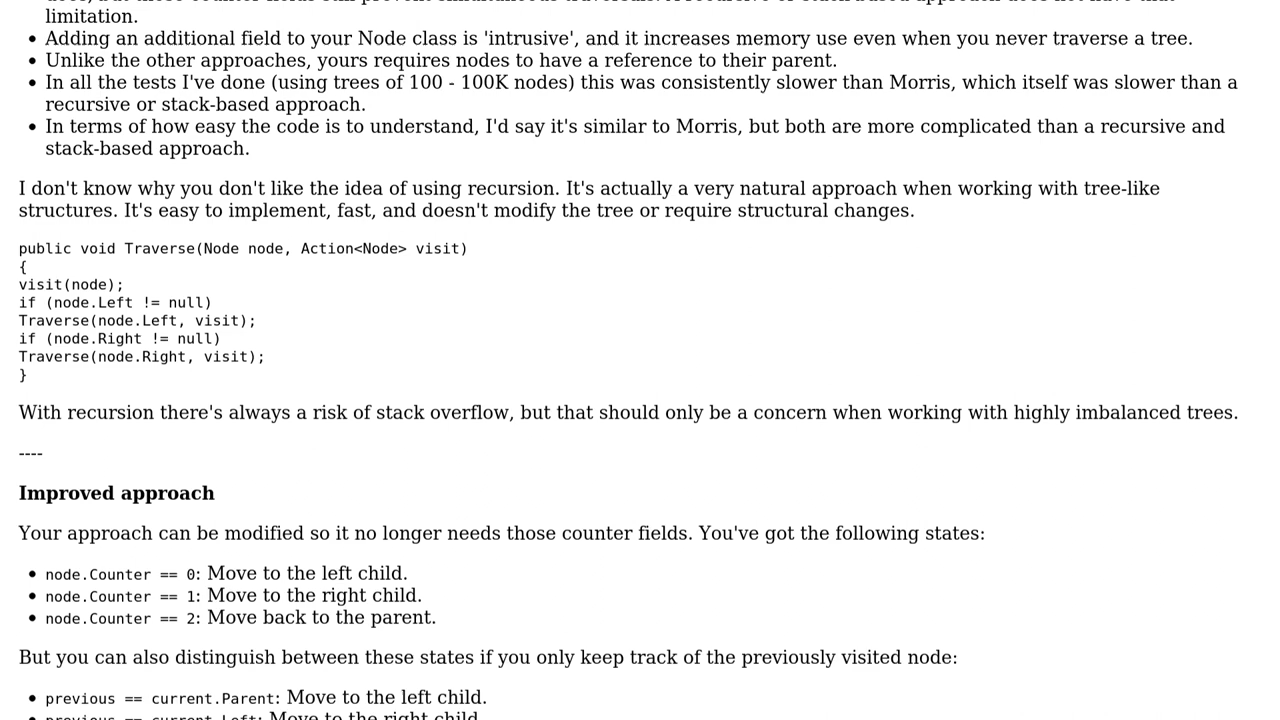 limitation.
Adding an additional field to your Node class is 'intrusive', and it increases memory use even when you never traverse a tree.
Unlike the other approaches, yours requires nodes to have a reference to their parent.
In all the tests I've done (using trees of 100 - 100K nodes) this was consistently slower than Morris, which itself was slower than a
recursive or stack-based approach.
In terms of how easy the code is to understand, I'd say it's similar to Morris, but both are more complicated than a recursive and
stack-based approach.
I don't know why you don't like the idea of using recursion. It's actually a very natural approach when working with tree-like
structures. It's easy to implement, fast, and doesn't modify the tree or require structural changes.
public void Traverse(Node node, Action<Node> visit)
{
visit(node);
if (node.Left != null)
Traverse(node.Left, visit);
if (node.Right != null)
Traverse(node.Right, visit);
}
With recursion there's always a risk of stack overflow, but that should only be a concern when working with highly imbalanced trees.
----
Improved approach
Your approach can be modified so it no longer needs those counter fields. You've got the following states:
node.Counter == 0: Move to the left child.
node.Counter == 1: Move to the right child.
node.Counter == 2: Move back to the parent.
But you can also distinguish between these states if you only keep track of the previously visited node:
previous == current.Parent: Move to the left child.
previous == current.Left: Move to the right child.